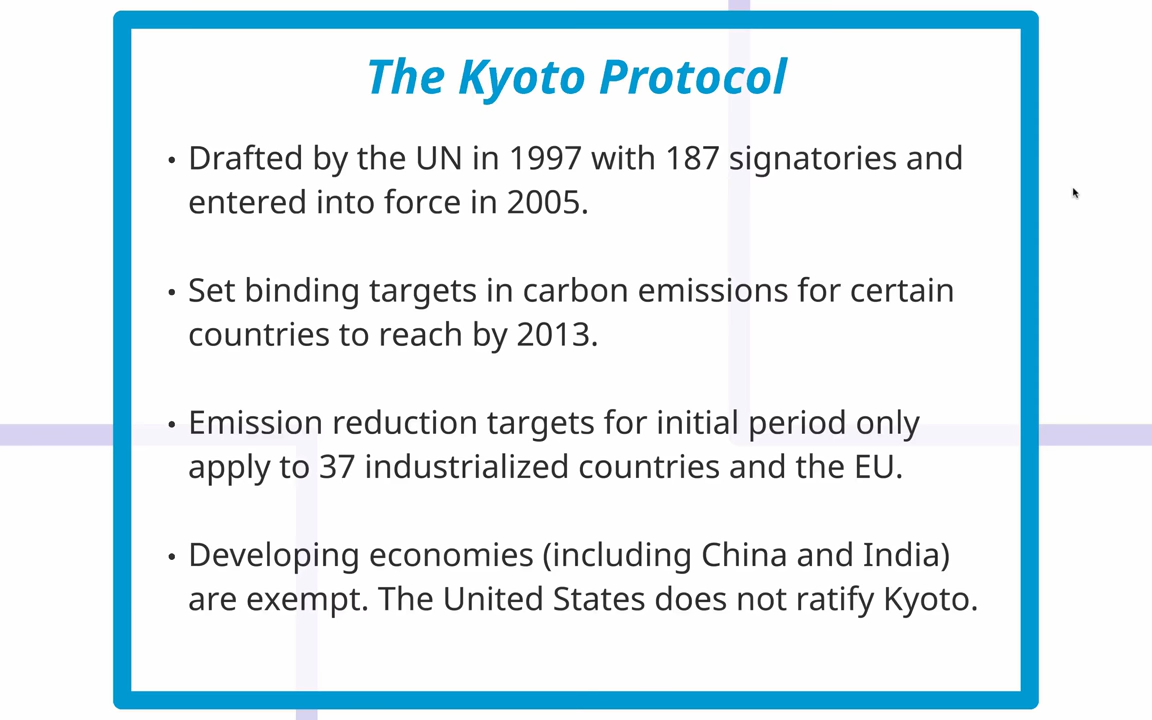 The Kyoto Protocol
• Drafted by the UN in 1997 with 187 signatories and
entered into force in 2005.
• Set binding targets in carbon emissions for certain
countries to reach by 2013.
• Emission reduction targets for initial period only
apply to 37 industrialized countries and the EU.
• Developing economies (including China and India)
are exempt. The United States does not ratify Kyoto.